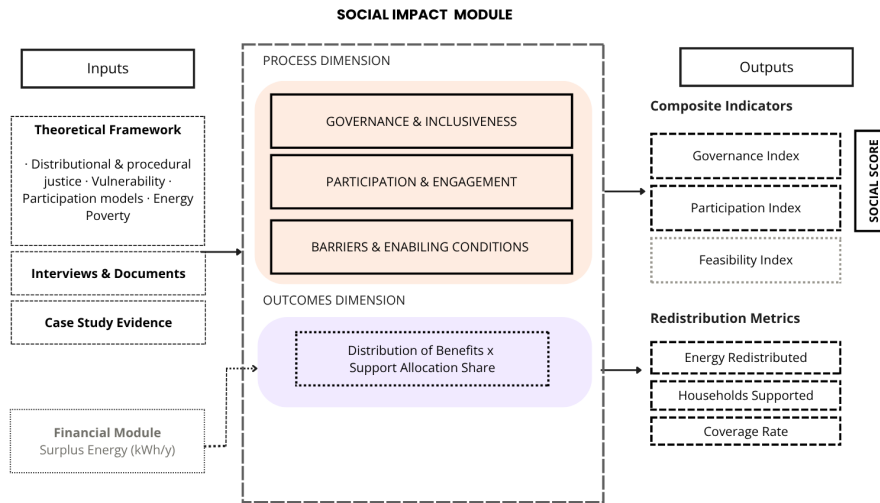 SOCIAL IMPACT MODULE
Inputs
Theoretical Framework
· Distributional & procedural
justice · Vulnerability ·
Participation models · Energy
Poverty
Interviews & Documents
Case Study Evidence
Financial Module
Surplus Energy (kWh/y)
PROCESS DIMENSION
GOVERNANCE & INCLUSIVENESS
PARTICIPATION & ENGAGEMENT
BARRIERS & ENABILING CONDITIONS
OUTCOMES DIMENSION
Distribution of Benefits x
Support Allocation Share
Outputs
Composite Indicators
Governance Index
Participation Index
Feasibility Index
SOCIAL SCORE
Redistribution Metrics
Energy Redistributed
Households Supported
Coverage Rate